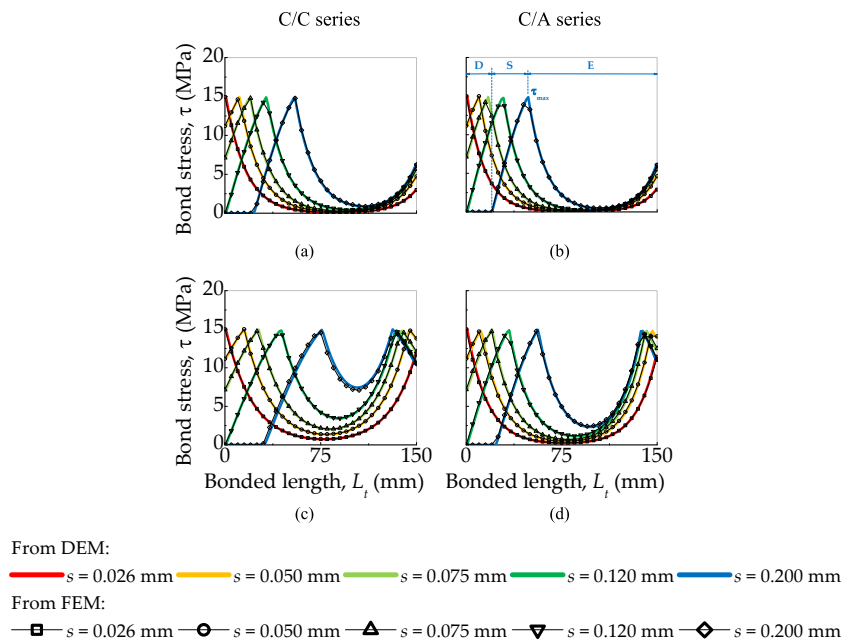 C/C series
C/A series
20
15
10
5
0
Bond stress, τ (MPa)
D
S
E
τmax
(a)
(b)
20
15
10
5
0
Bond stress, τ (MPa)
0
75
150
0
75
150
Bonded length, Lt (mm)
Bonded length, Lt (mm)
(c)
(d)
From DEM:
s = 0.026 mm
s = 0.050 mm
s = 0.075 mm
s = 0.120 mm
s = 0.200 mm
From FEM:
s = 0.026 mm
s = 0.050 mm
s = 0.075 mm
s = 0.120 mm
s = 0.200 mm